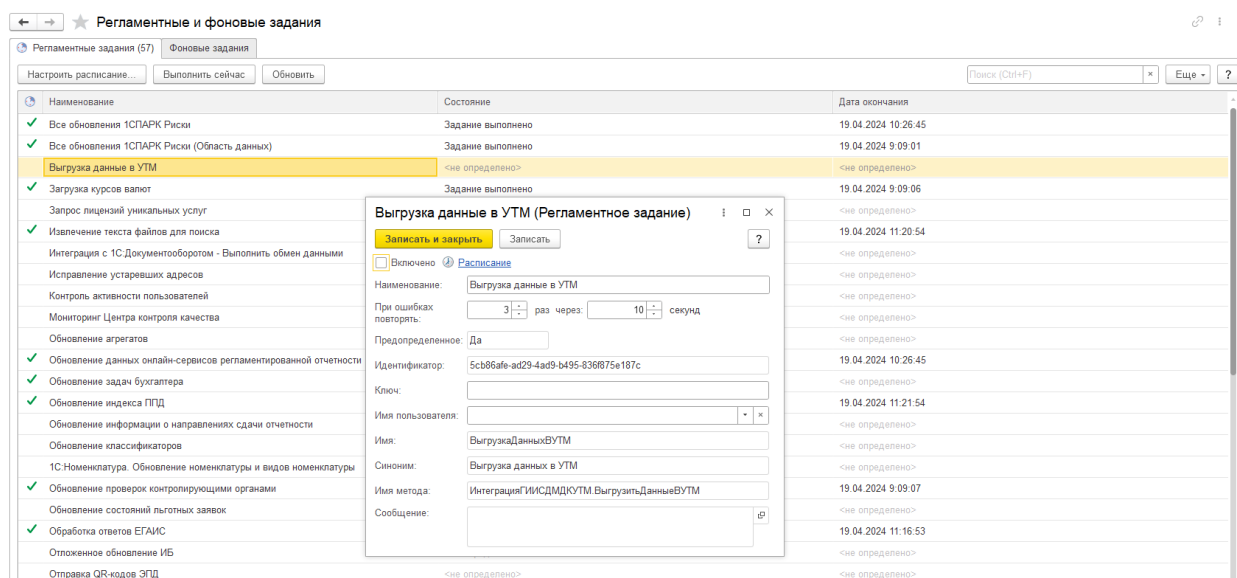 Регламентные и фоновые задания
Регламентные задания (57) Фоновые задания
Настроить расписание... Выполнить сейчас Обновить Поиск (Ctrl+F) × Еще ?
Наименование Состояние Дата окончания
Все обновления 1СПАРК Риски Задание выполнено 19.04.2024 10:26:45
Все обновления 1СПАРК Риски (Область данных) Задание выполнено 19.04.2024 9:09:01
Выгрузка данные в УТМ <не определено> <не определено>
Загрузка курсов валют Задание выполнено 19.04.2024 9:09:06
Запрос лицензий уникальных услуг <не определено>
Извлечение текста файлов для поиска 19.04.2024 11:20:54
Интеграция с 1С:Документооборотом - Выполнить обмен данными <не определено>
Исправление устаревших адресов <не определено>
Контроль активности пользователей <не определено>
Мониторинг Центра контроля качества <не определено>
Обновление агрегатов <не определено>
Обновление данных онлайн-сервисов регламентированной отчетности 19.04.2024 10:26:45
Обновление задач бухгалтера <не определено>
Обновление индекса ППД 19.04.2024 11:21:54
Обновление информации о направлениях сдачи отчетности <не определено>
Обновление классификаторов <не определено>
1С:Номенклатура. Обновление номенклатуры и видов номенклатуры <не определено>
Обновление проверок контролирующими органами 19.04.2024 9:09:07
Обновление состояний льготных заявок <не определено>
Обработка ответов ЕГАИС 19.04.2024 11:16:53
Отложенное обновление ИБ <не определено>
Отправка QR-кодов ЭПД <не определено> <не определено>
Выгрузка данные в УТМ (Регламентное задание)
Записать и закрыть Записать ?
Включено Расписание
Наименование: Выгрузка данные в УТМ
При ошибках
повторять: 3 раз через: 10 секунд
Предопределенное: Да
Идентификатор: 5cb86afe-ad29-4ad9-b495-836f875e187c
Ключ:
Имя пользователя:
Имя: ВыгрузкаДанныхВУТМ
Синоним: Выгрузка данных в УТМ
Имя метода: ИнтеграцияГИИСДМДКУТМ.ВыгрузитьДанныеВУТМ
Сообщение: